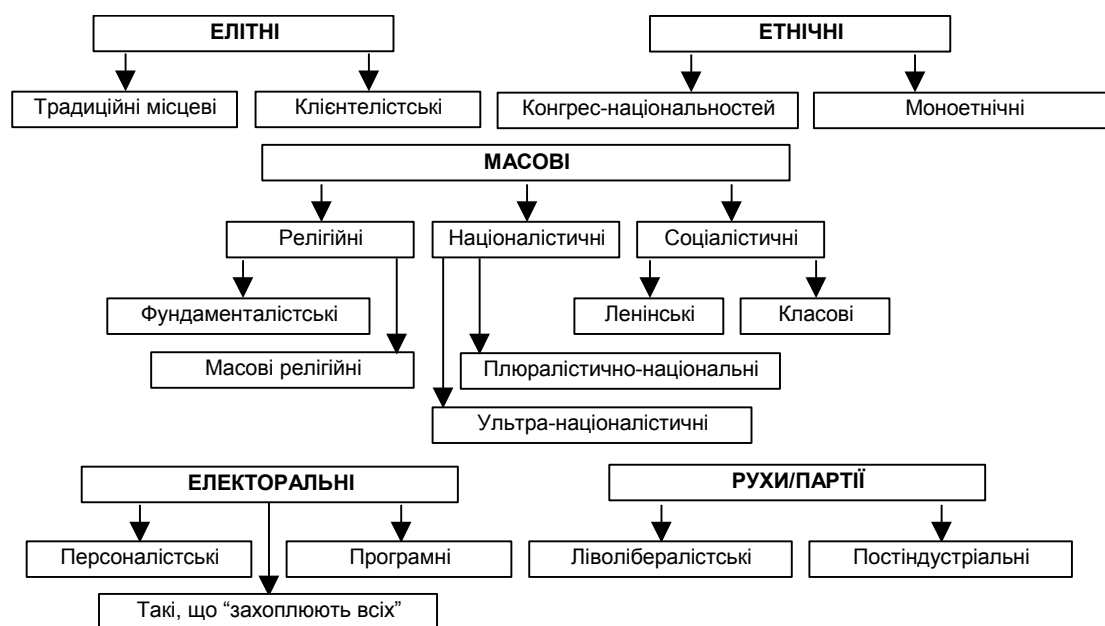 ЕЛІТНІ
ЕТНІЧНІ
Традиційні місцеві
Клієнтелістські
Конгрес-національностей
Моноетнічні
МАСОВІ
Релігійні
Націоналістичні
Соціалістичні
Фундаменталістські
Ленінські
Класові
Масові релігійні
Плюралістично-національні
Ультра-націоналістичні
ЕЛЕКТОРАЛЬНІ
РУХИ/ПАРТІЇ
Персоналістські
Програмні
Ліволібералістські
Постіндустріальні
Такі, що “захоплюють всіх”